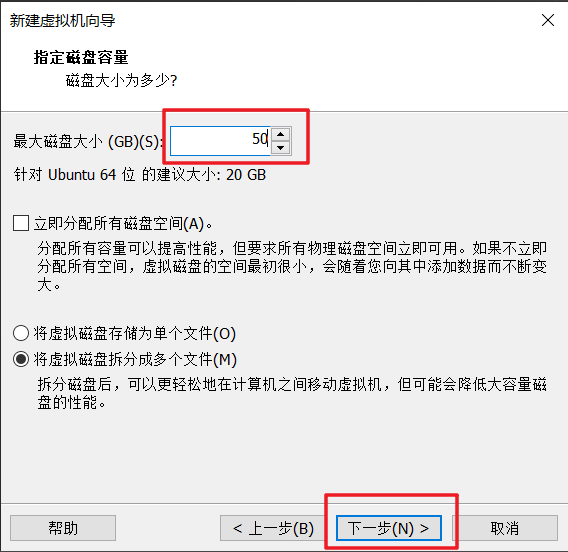 新建虚拟机向导
指定磁盘容量
磁盘大小为多少?
最大磁盘大小 (GB)(S): 50
针对 Ubuntu 64 位 的建议大小: 20 GB
立即分配所有磁盘空间(A)。
分配所有容量可以提高性能，但要求所有物理磁盘空间立即可用。如果不立即
分配所有空间，虚拟磁盘的空间最初很小，会随着您向其中添加数据而不断变
大。
将虚拟磁盘存储为单个文件(O)
将虚拟磁盘拆分成多个文件(M)
拆分磁盘后，可以更轻松地在计算机之间移动虚拟机，但可能会降低大容量磁
盘的性能。
帮助 < 上一步(B) 下一步(N) > 取消